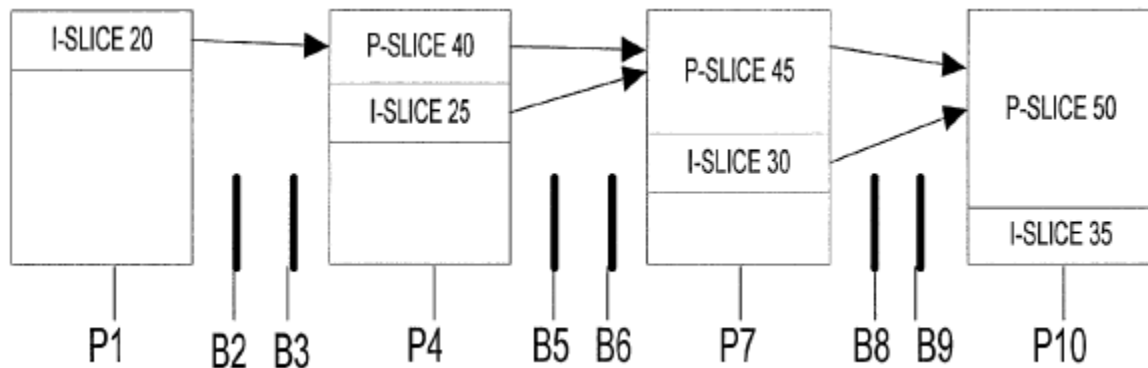 I-SLICE 20
P-SLICE 40
I-SLICE 25
P-SLICE 45
I-SLICE 30
P-SLICE 50
I-SLICE 35
P1
B2
B3
P4
B5
B6
P7
B8
B9
P10